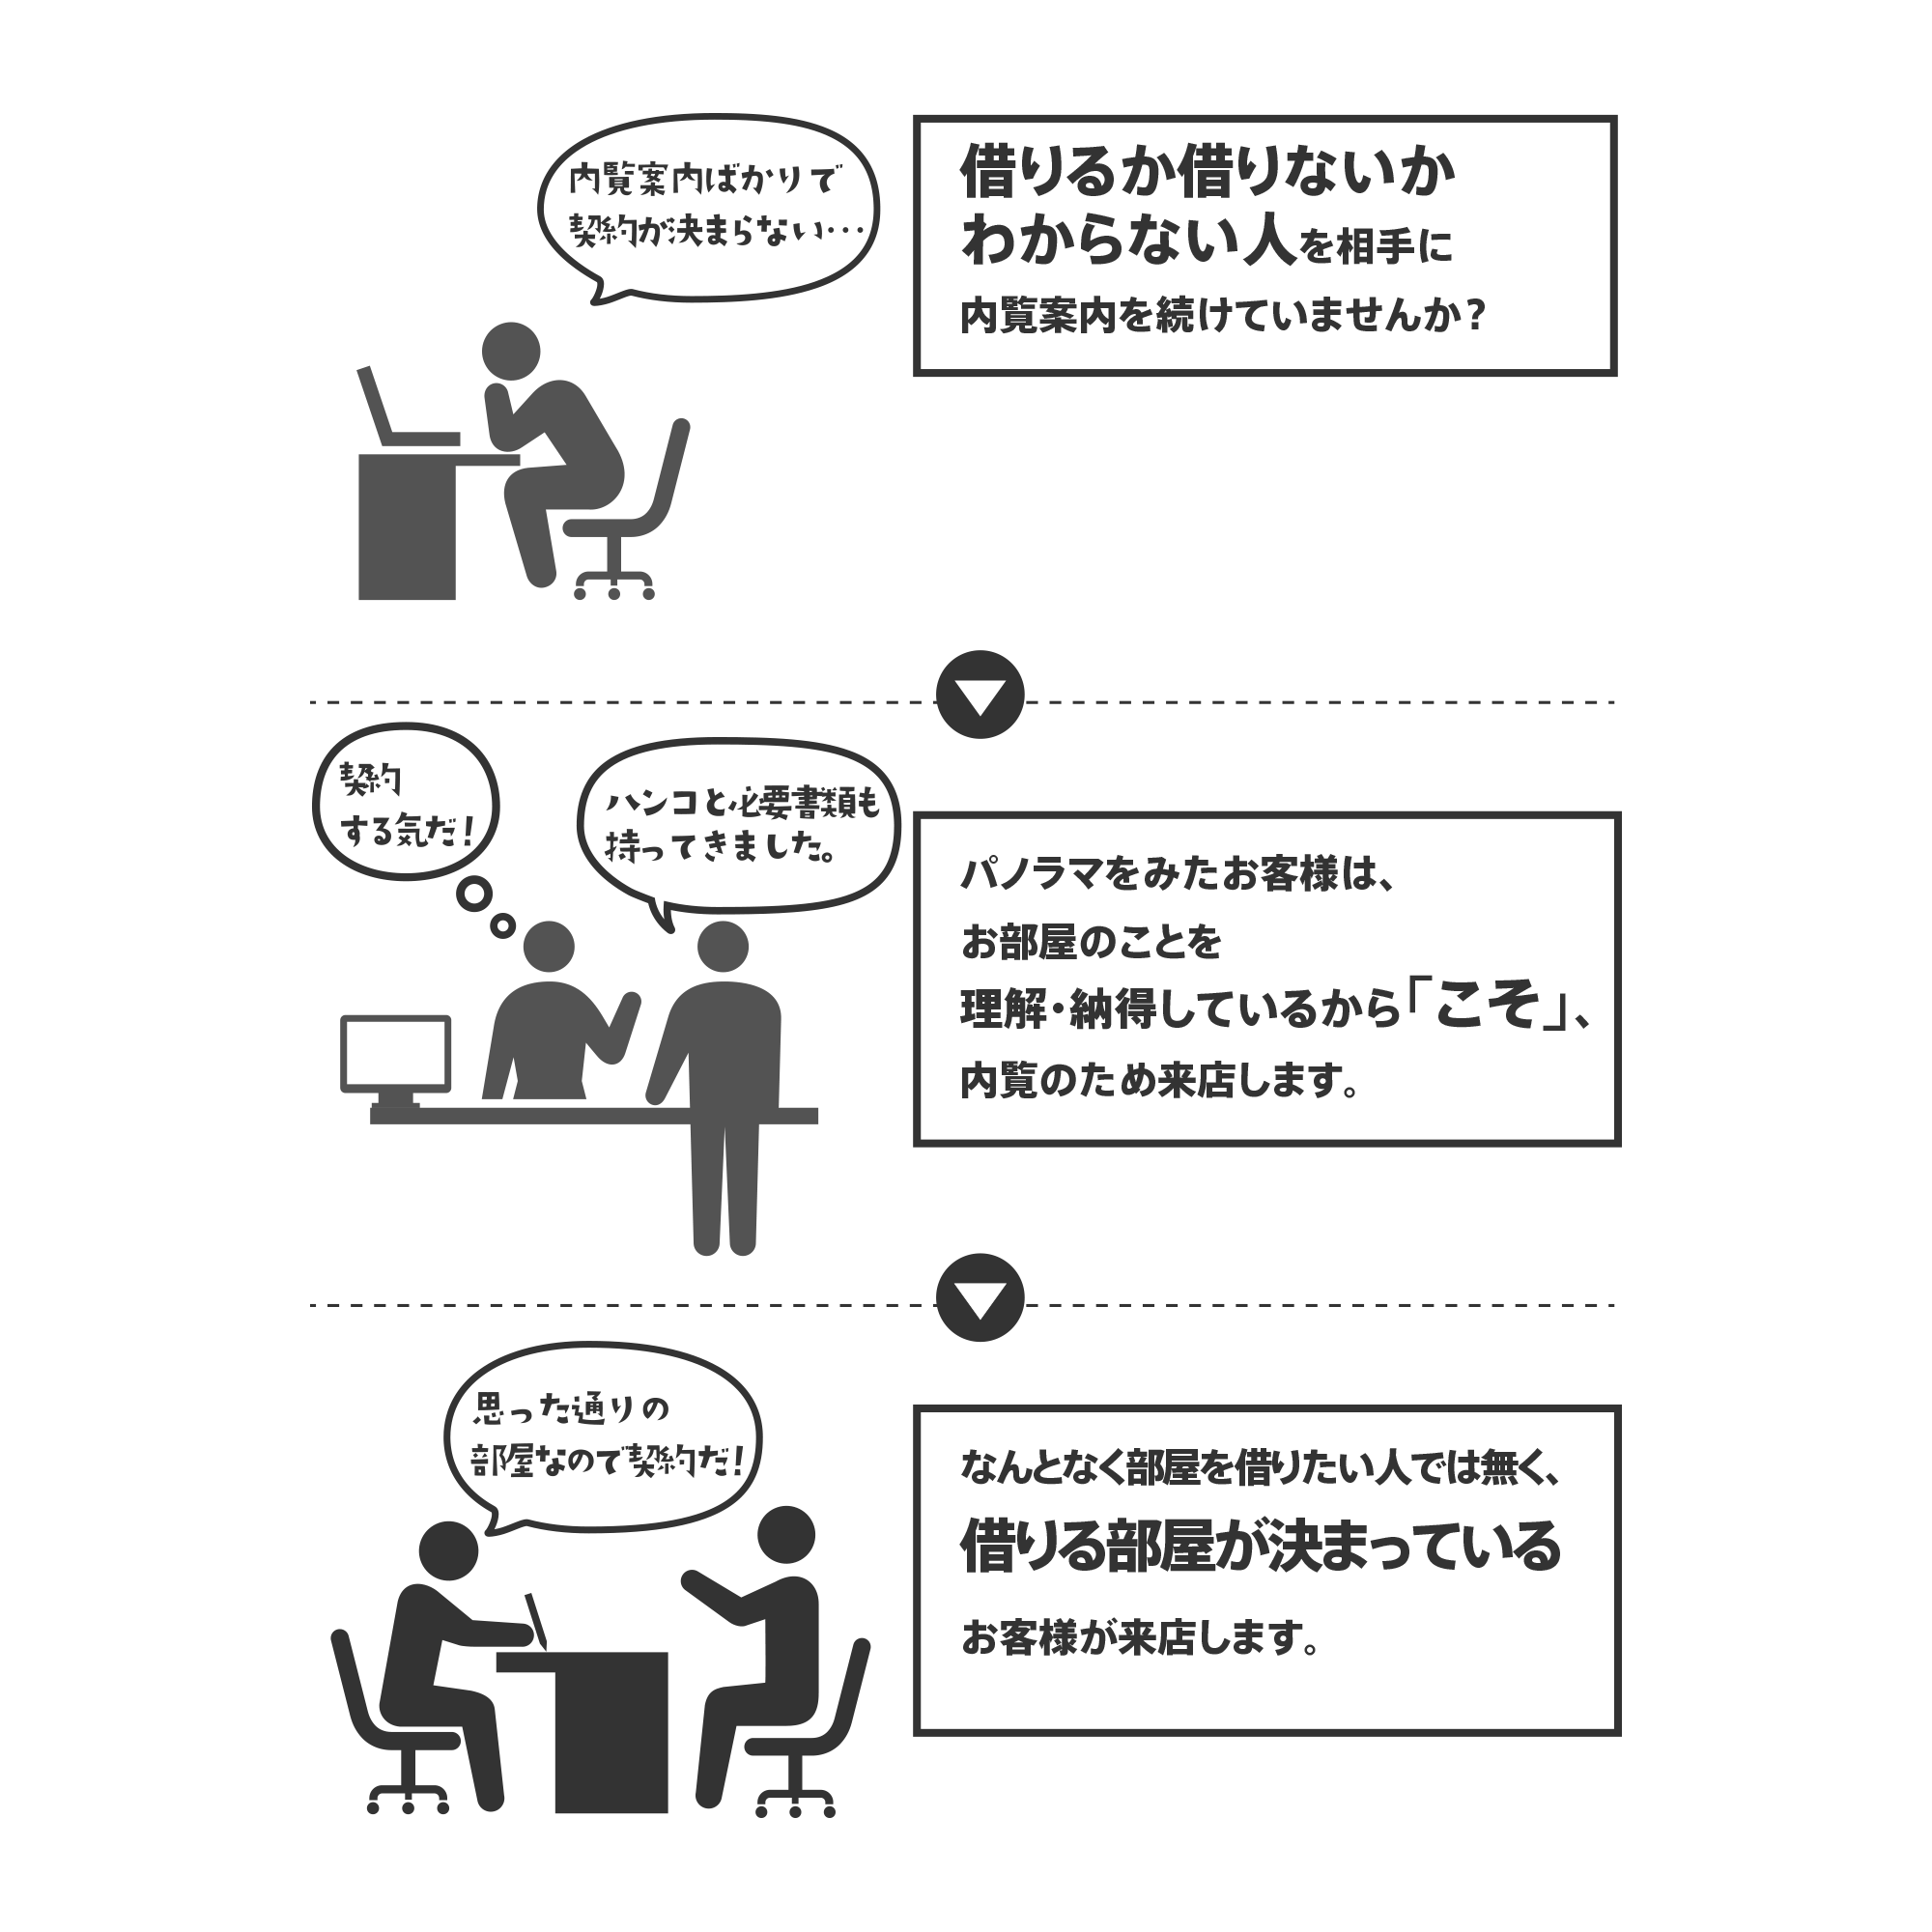 内覧案内ばかりで
契約が決まらない・・・
借りるか借りないか
わからない人を相手に
内覧案内を続けていませんか？
契約
する気だ！
ハンコと必要書類も
持ってきました。
パノラマをみたお客様は、
お部屋のことを
理解・納得しているから「こそ」、
内覧のため来店します。
思った通りの
部屋なので契約だ！
なんとなく部屋を借りたい人では無く、
借りる部屋が決まっている
お客様が来店します。